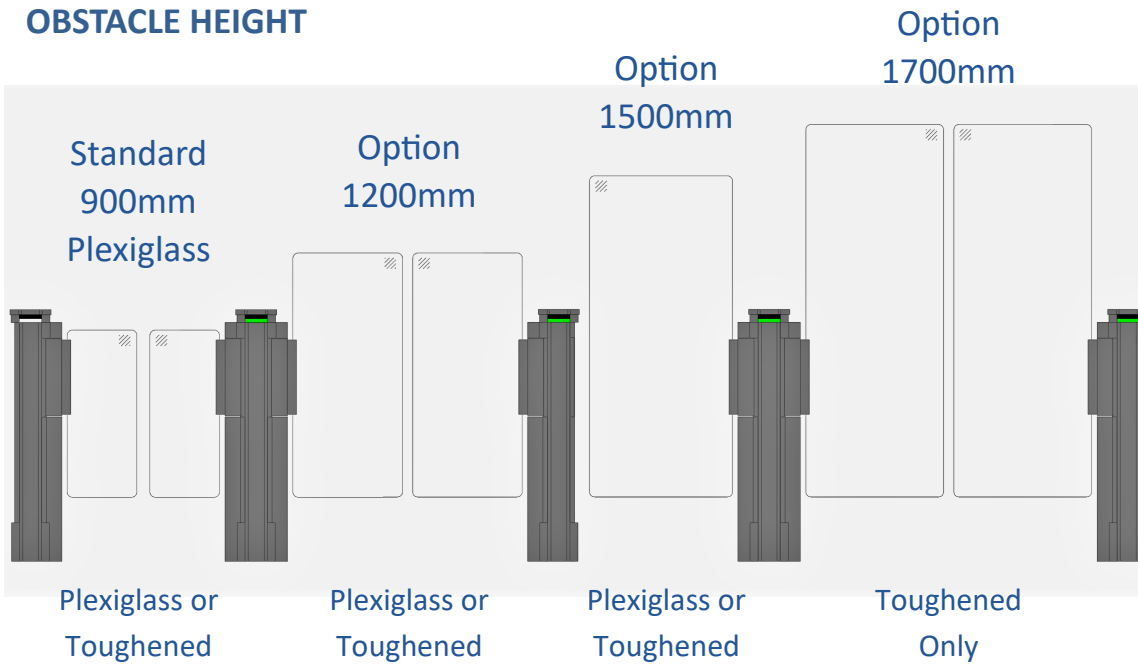 OBSTACLE HEIGHT
Standard
900mm
Plexiglass
Option
1200mm
Option
1500mm
Option
1700mm
Plexiglass or
Toughened
Plexiglass or
Toughened
Plexiglass or
Toughened
Toughened
Only